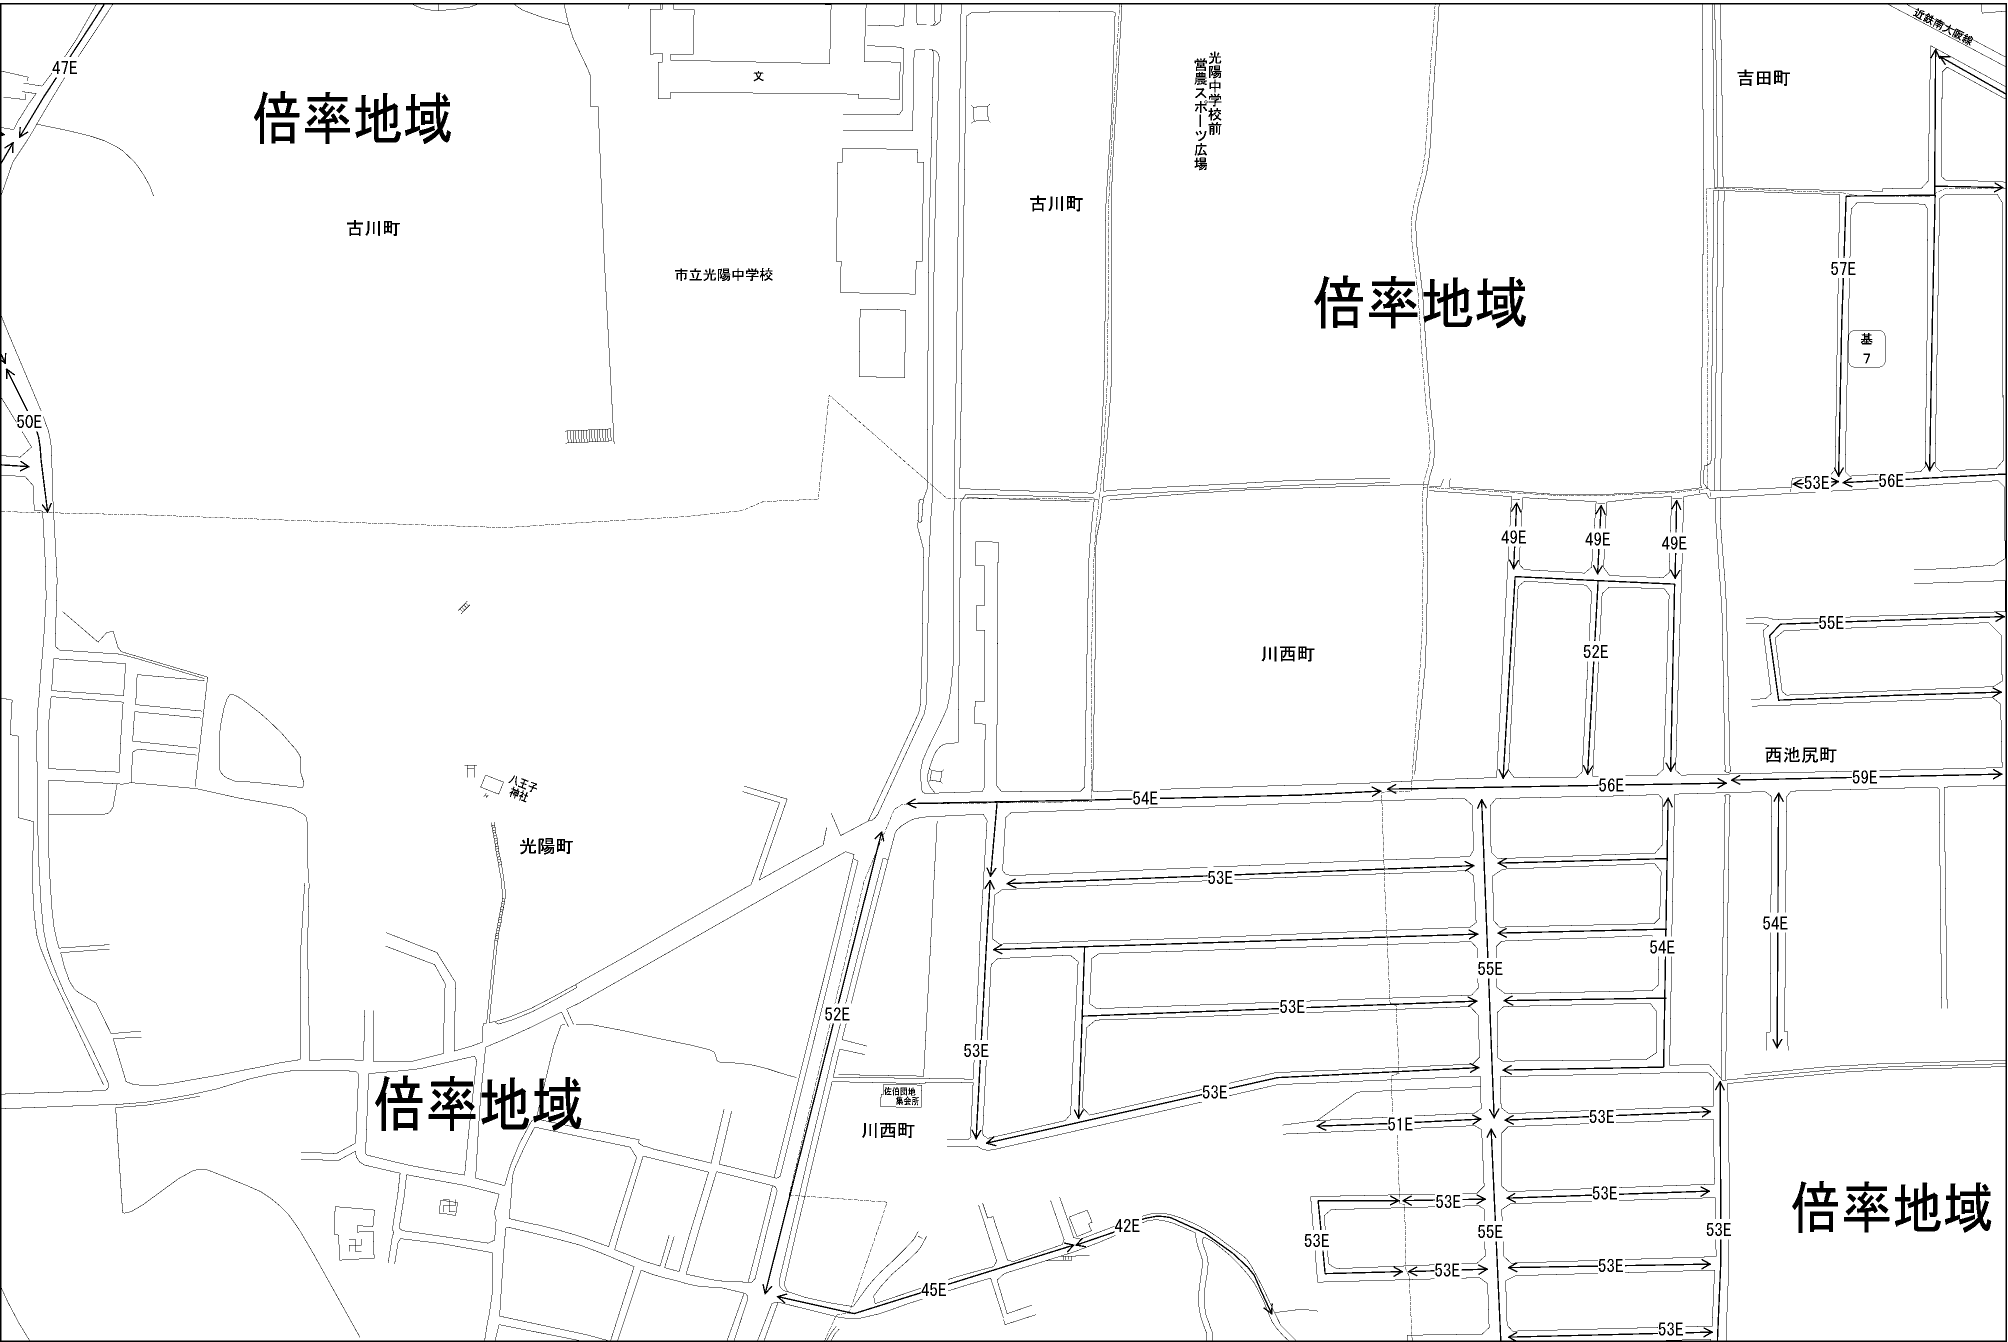 近鉄南大阪線
47E
文
吉田町
光陽中学校前
営農スポーツ広場
倍率地域
古川町
古川町
市立光陽中学校
57E
倍率地域
基
7
50E
53E
56E
49E
49E
49E
55E
52E
川西町
西池尻町
59E
八王子
神社
56E
54E
光陽町
53E
54E
54E
55E
53E
52E
53E
佐伯団地
集会所
53E
倍率地域
川西町
51E
53E
倍率地域
53E
53E
42E
53E
55E
53E
53E
53E
45E
53E